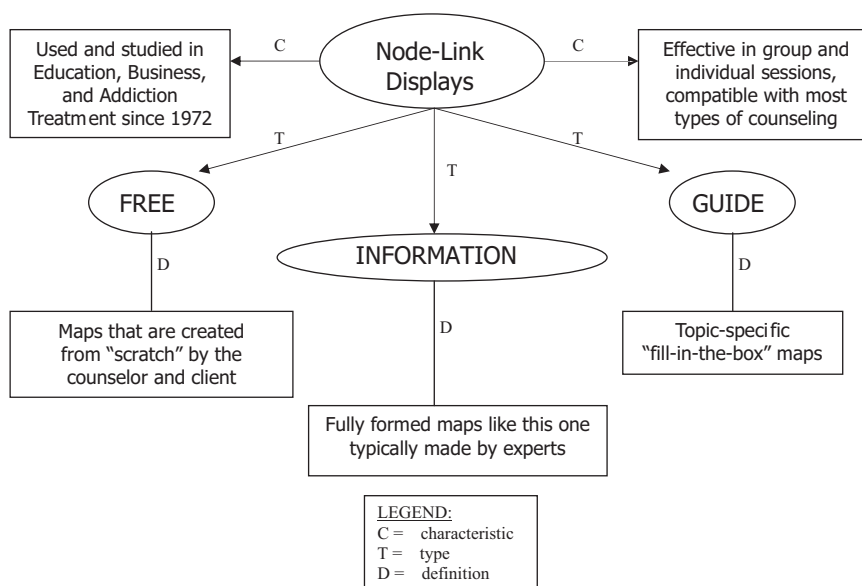 Used and studied in
Education, Business,
and Addiction
Treatment since 1972
C
Node-Link
Displays
C
Effective in group and
individual sessions,
compatible with most
types of counseling
T
T
T
FREE
INFORMATION
GUIDE
D
D
D
Maps that are created
from “scratch” by the
counselor and client
Fully formed maps like this one
typically made by experts
Topic-specific
“fill-in-the-box” maps
LEGEND:
C = characteristic
T = type
D = definition